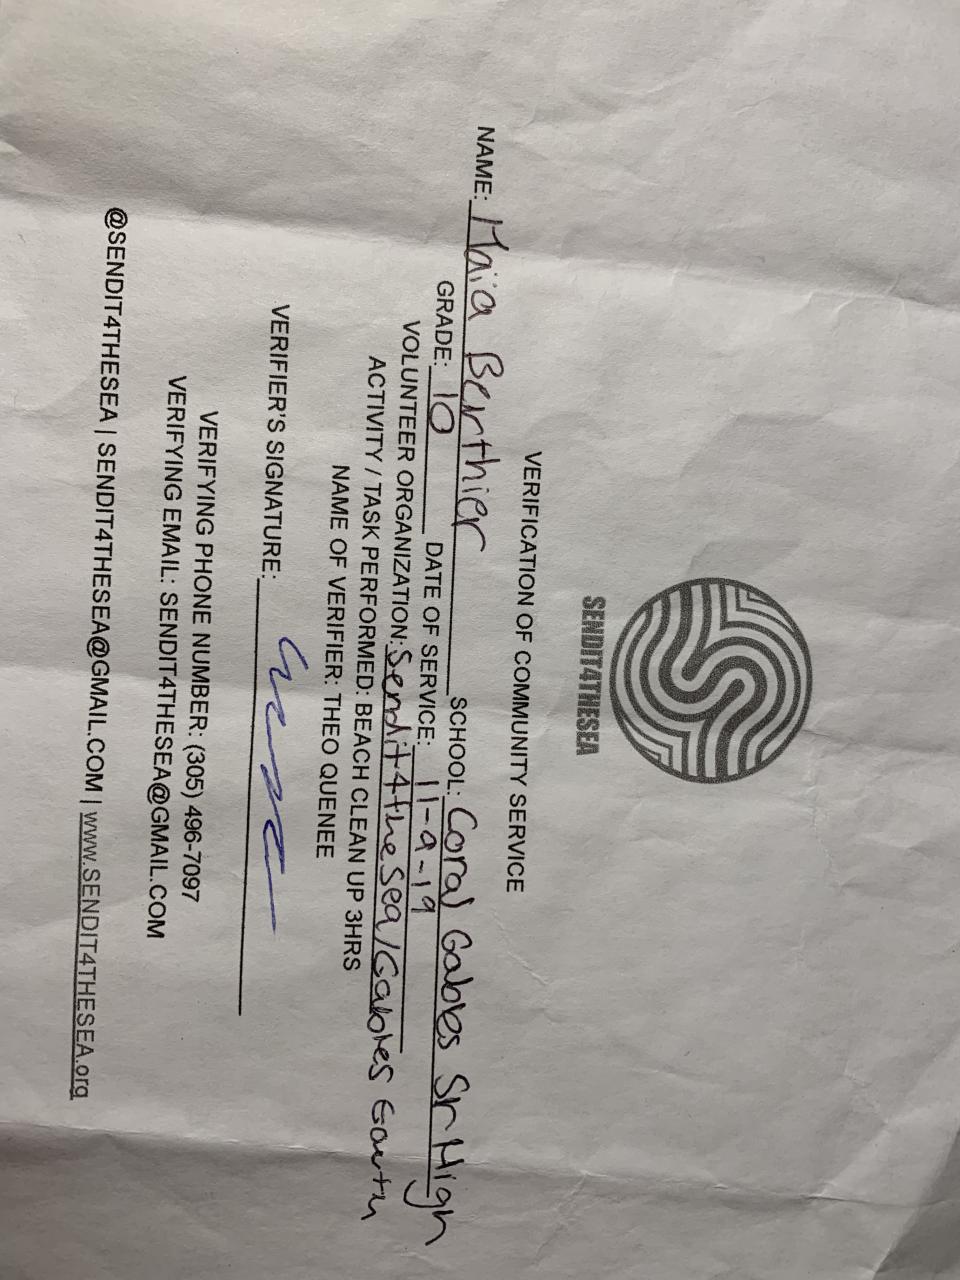 SENDIT4THESEA
VERIFICATION OF COMMUNITY SERVICE
NAME: Maïa Berthier SCHOOL: Coral Gables Sr High
GRADE: 10 DATE OF SERVICE: 11-9-19
VOLUNTEER ORGANIZATION: Sendit4theSea/Gables Earth
ACTIVITY / TASK PERFORMED: BEACH CLEAN UP 3HRS
NAME OF VERIFIER: THEO QUENEE
VERIFIER'S SIGNATURE:
VERIFYING PHONE NUMBER: (305) 496-7097
VERIFYING EMAIL: SENDIT4THESEA@GMAIL.COM
@SENDIT4THESEA | SENDIT4THESEA@GMAIL.COM | www.SENDIT4THESEA.org